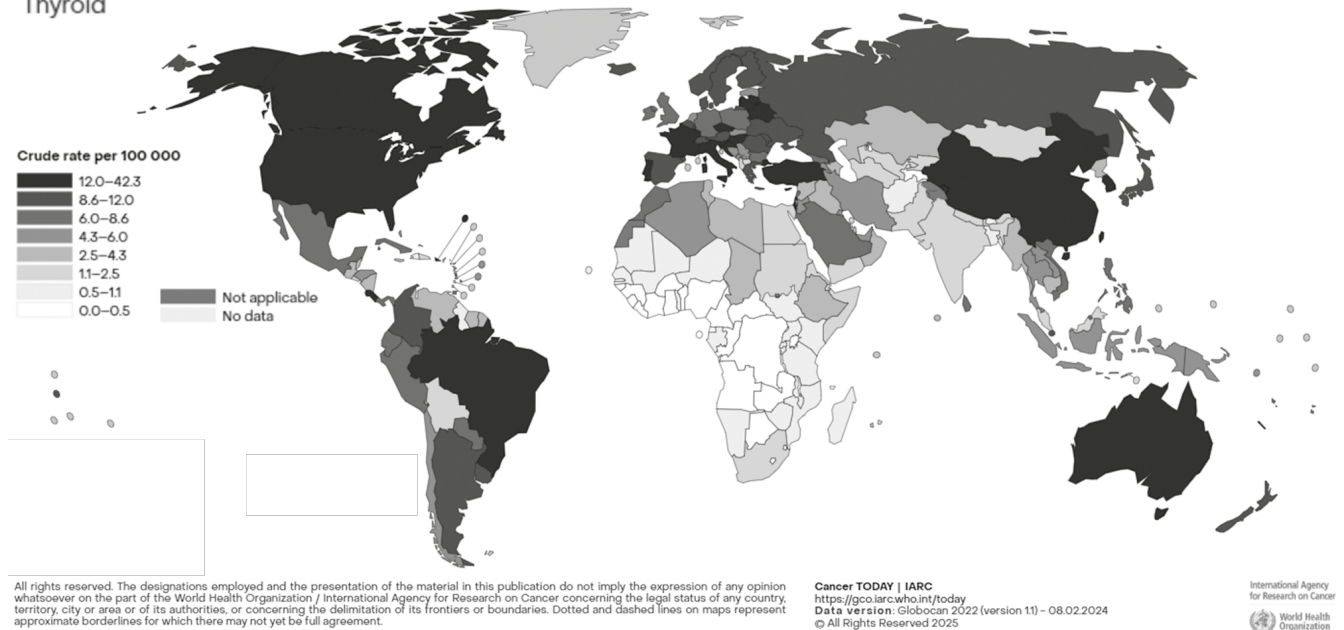 Thyroid
Crude rate per 100 000
12.0–42.3
8.6–12.0
6.0–8.6
4.3–6.0
2.5–4.3
1.1–2.5
0.5–1.1
0.0–0.5
Not applicable
No data
All rights reserved. The designations employed and the presentation of the material in this publication do not imply the expression of any opinion
whatsoever on the part of the World Health Organization / International Agency for Research on Cancer concerning the legal status of any country,
territory, city or area or of its authorities, or concerning the delimitation of its frontiers or boundaries. Dotted and dashed lines on maps represent
approximate borderlines for which there may not yet be full agreement.
Cancer TODAY | IARC
https://gco.iarc.who.int/today
Data version: Globocan 2022 (version 1.1) – 08.02.2024
© All Rights Reserved 2025
International Agency
for Research on Cancer
World Health
Organization